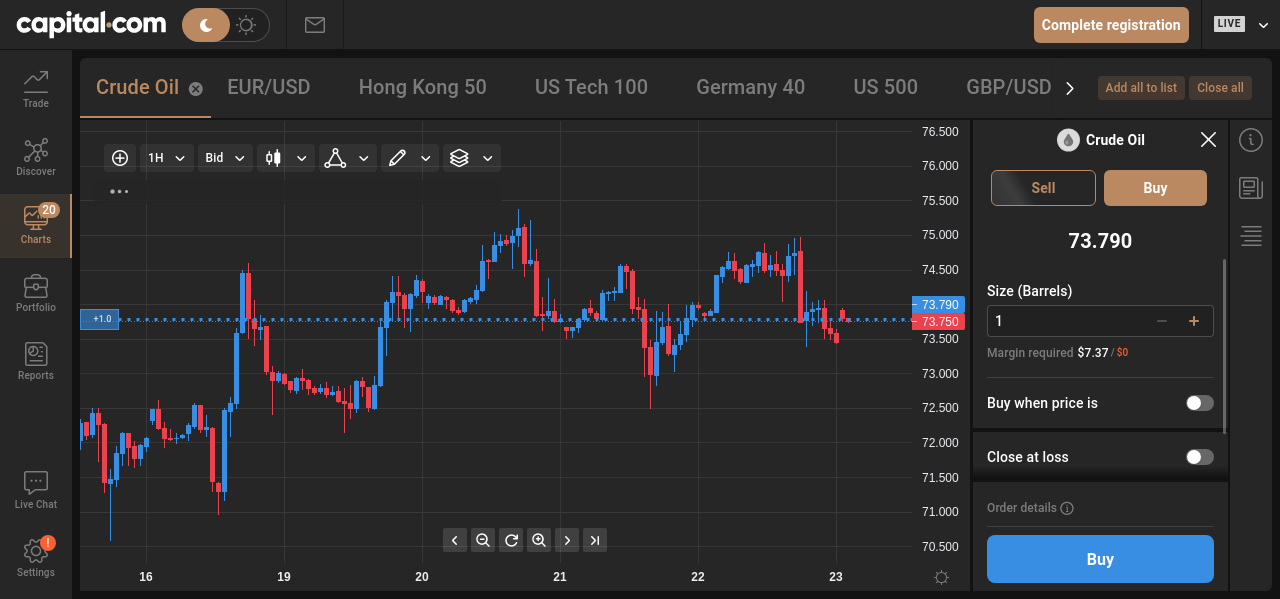 capital.com
Complete registration
LIVE
Trade
Discover
20
Charts
Portfolio
Reports
Live Chat
!
Settings
Crude Oil
EUR/USD
Hong Kong 50
US Tech 100
Germany 40
US 500
GBP/USD
Add all to list
Close all
1H
Bid
76.500
76.000
75.500
75.000
74.500
73.790
73.750
73.500
73.000
72.500
72.000
71.500
71.000
70.500
+1.0
16
19
20
21
22
23
Crude Oil
Sell
Buy
73.790
Size (Barrels)
1
Margin required $7.37 / $0
Buy when price is
Close at loss
Order details
Buy